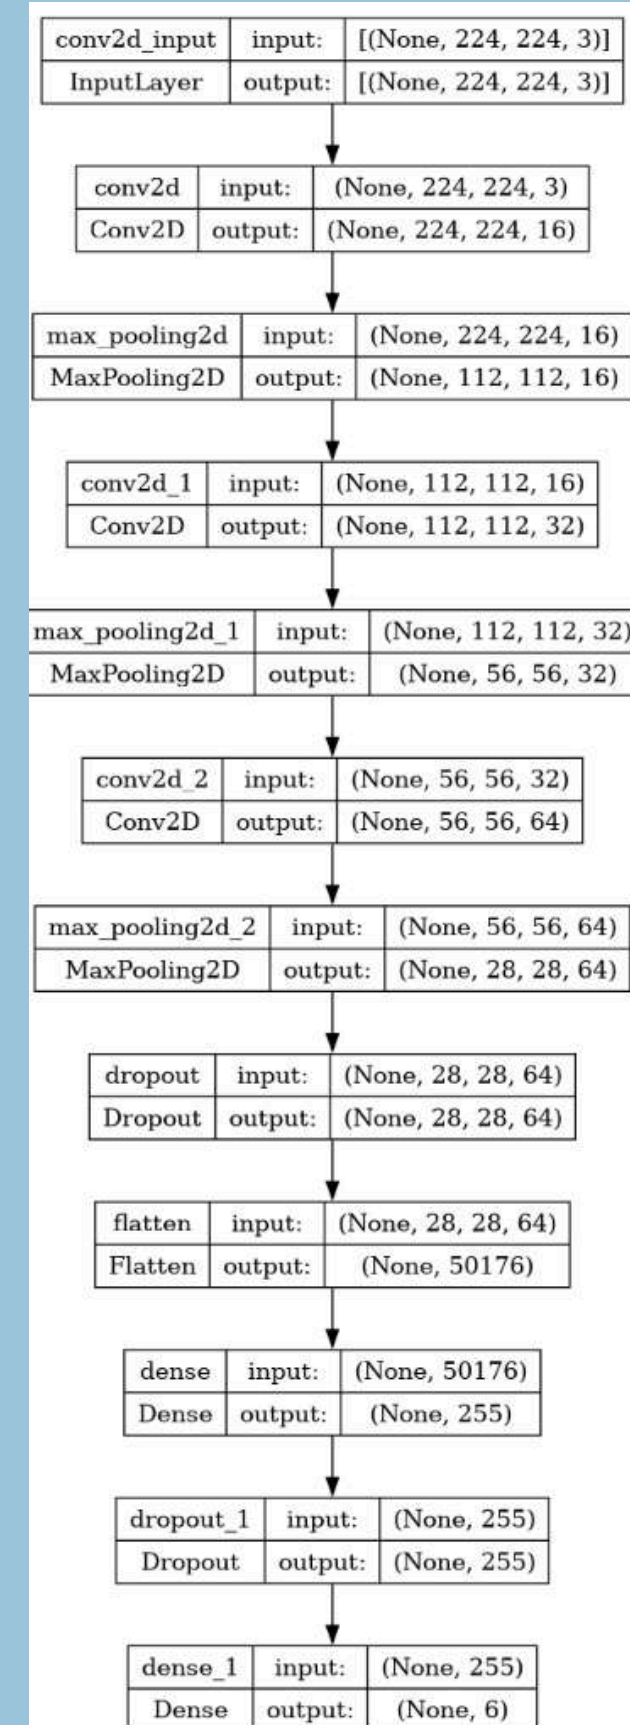 conv2d_input input: [(None, 224, 224, 3)]
InputLayer output: [(None, 224, 224, 3)]
conv2d input: (None, 224, 224, 3)
Conv2D output: (None, 224, 224, 16)
max_pooling2d input: (None, 224, 224, 16)
MaxPooling2D output: (None, 112, 112, 16)
conv2d_1 input: (None, 112, 112, 16)
Conv2D output: (None, 112, 112, 32)
max_pooling2d_1 input: (None, 112, 112, 32)
MaxPooling2D output: (None, 56, 56, 32)
conv2d_2 input: (None, 56, 56, 32)
Conv2D output: (None, 56, 56, 64)
max_pooling2d_2 input: (None, 56, 56, 64)
MaxPooling2D output: (None, 28, 28, 64)
dropout input: (None, 28, 28, 64)
Dropout output: (None, 28, 28, 64)
flatten input: (None, 28, 28, 64)
Flatten output: (None, 50176)
dense input: (None, 50176)
Dense output: (None, 255)
dropout_1 input: (None, 255)
Dropout output: (None, 255)
dense_1 input: (None, 255)
Dense output: (None, 6)